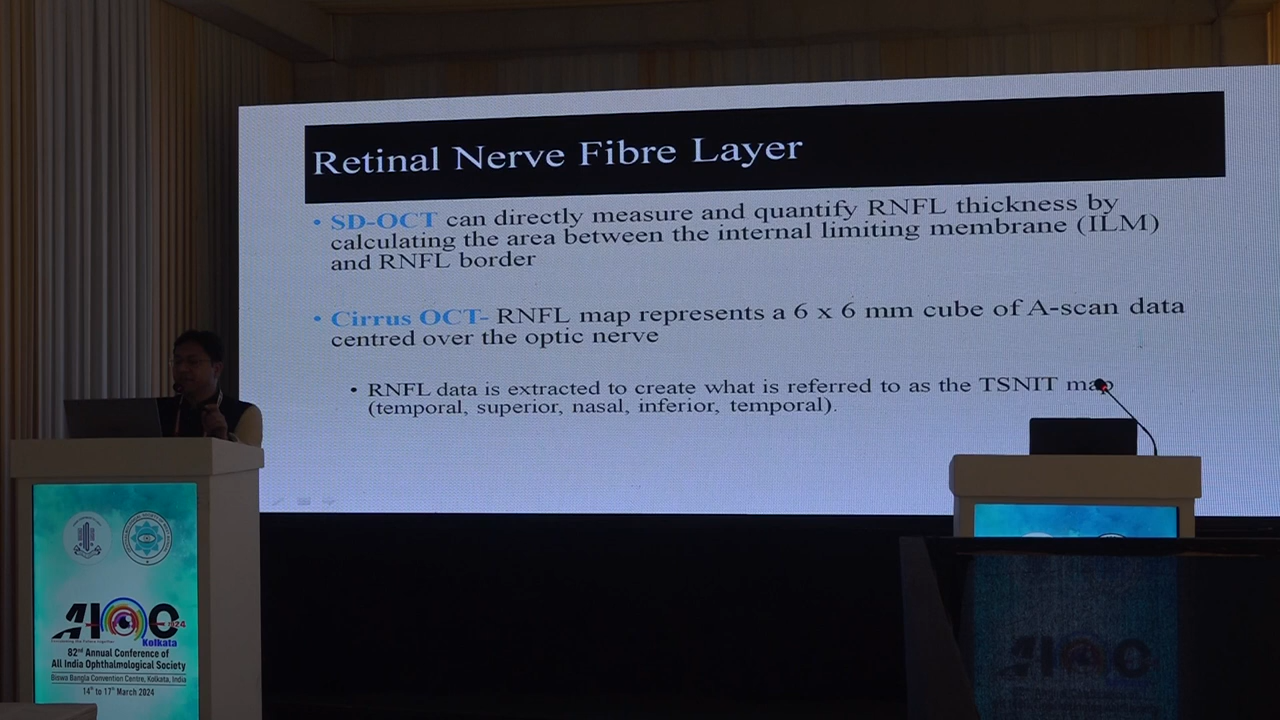 Retinal Nerve Fibre Layer
• SD-OCT can directly measure and quantify RNFL thickness by
calculating the area between the internal limiting membrane (ILM)
and RNFL border
• Cirrus OCT- RNFL map represents a 6 x 6 mm cube of A-scan data
centred over the optic nerve
• RNFL data is extracted to create what is referred to as the TSNIT map
(temporal, superior, nasal, inferior, temporal).
AIOC 2024
Kolkata
82nd Annual Conference of
All India Ophthalmological Society
Biswa Bangla Convention Centre, Kolkata, India
14th to 17th March 2024
AIOC